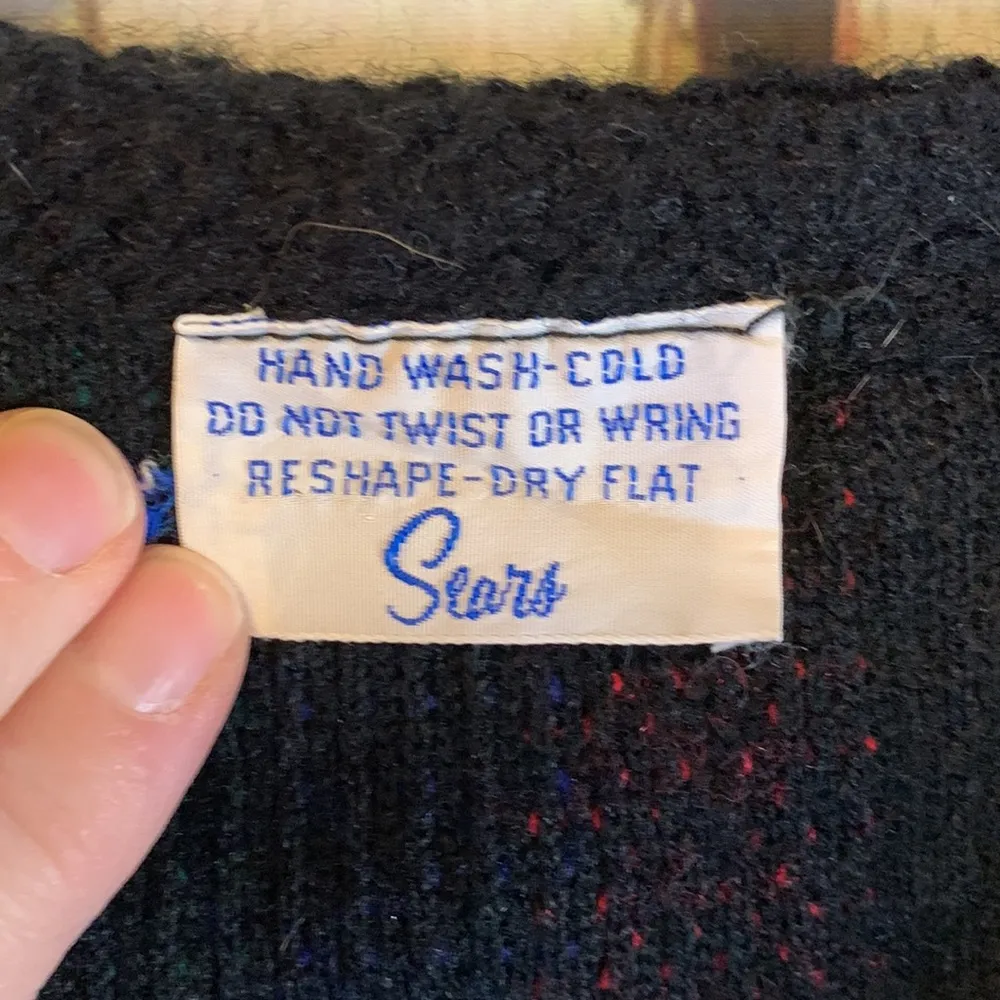 HAND WASH-COLD
DO NOT TWIST OR WRING
RESHAPE-DRY FLAT
Sears